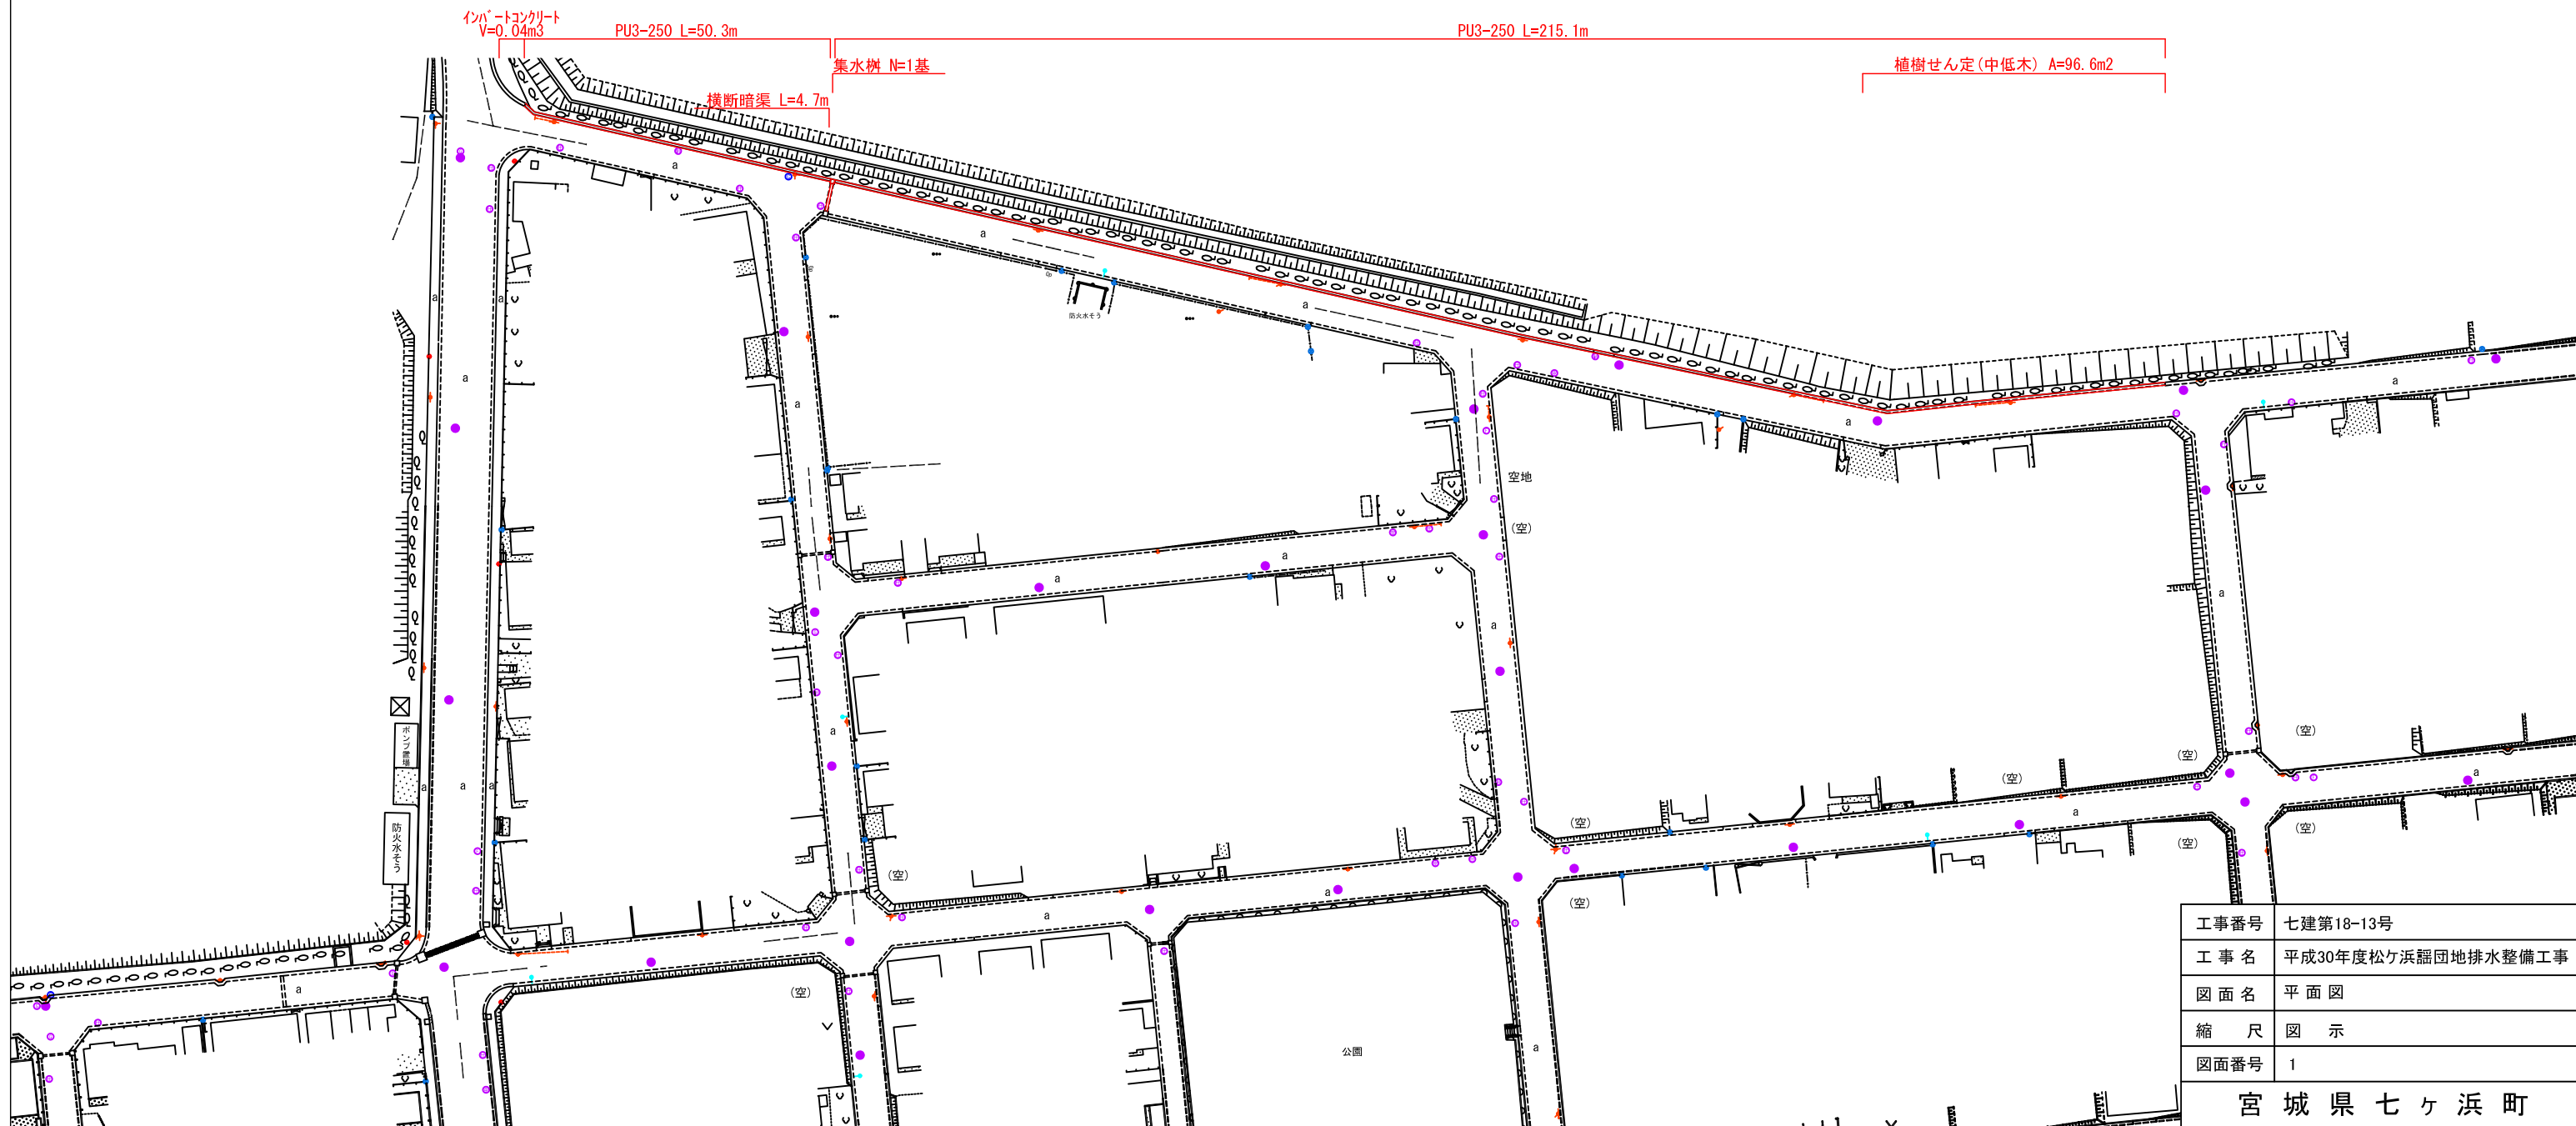 インバートコンクリート
V=0.04m3
PU3-250 L=50.3m
PU3-250 L=215.1m
集水桝 N=1基
植樹せん定(中低木) A=96.6m2
横断暗渠 L=4.7m
a
a
a
a
a
a
防火水そう
a
a
a
a
空地
(空)
a
a
a
a
a
(空)
(空)
(空)
a
ポンプ置場
a
a
a
a
(空)
a
防火水そう
(空)
(空)
(空)
a
(空)
a
a
(空)
公園
a
工事番号 七建第18-13号
工事名 平成30年度松ケ浜謡団地排水整備工事
図面名 平面図
縮尺 図示
図面番号 1
宮城県七ヶ浜町